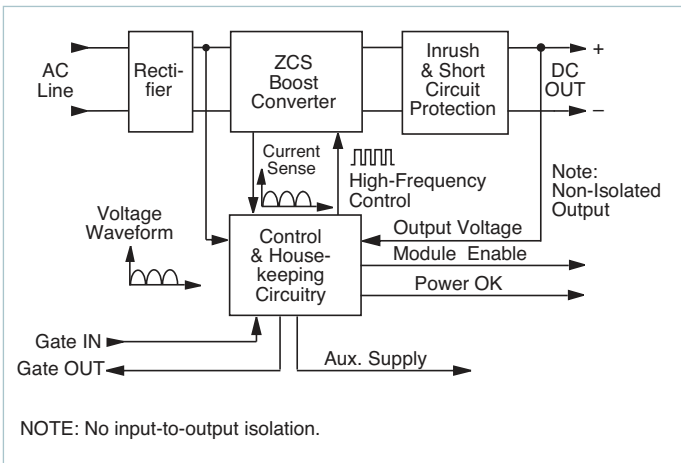 AC
Line
Recti-
fier
ZCS
Boost
Converter
Inrush
& Short
Circuit
Protection
+
DC
OUT
–
Current
Sense
High-Frequency
Control
Note:
Non-Isolated
Output
Voltage
Waveform
Control
& House-
keeping
Circuitry
Output Voltage
Module Enable
Power OK
Gate IN
Gate OUT
Aux. Supply
NOTE: No input-to-output isolation.